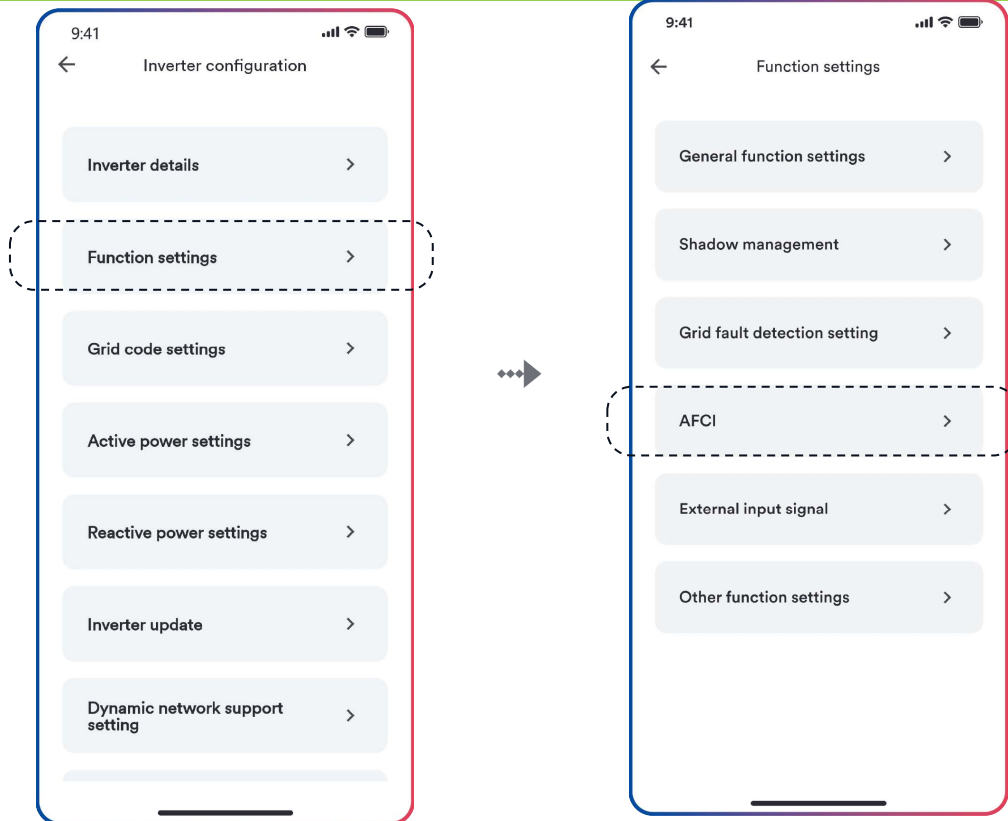 9:41
Inverter configuration
Inverter details
Function settings
Grid code settings
Active power settings
Reactive power settings
Inverter update
Dynamic network support
setting
9:41
Function settings
General function settings
Shadow management
Grid fault detection setting
AFCI
External input signal
Other function settings